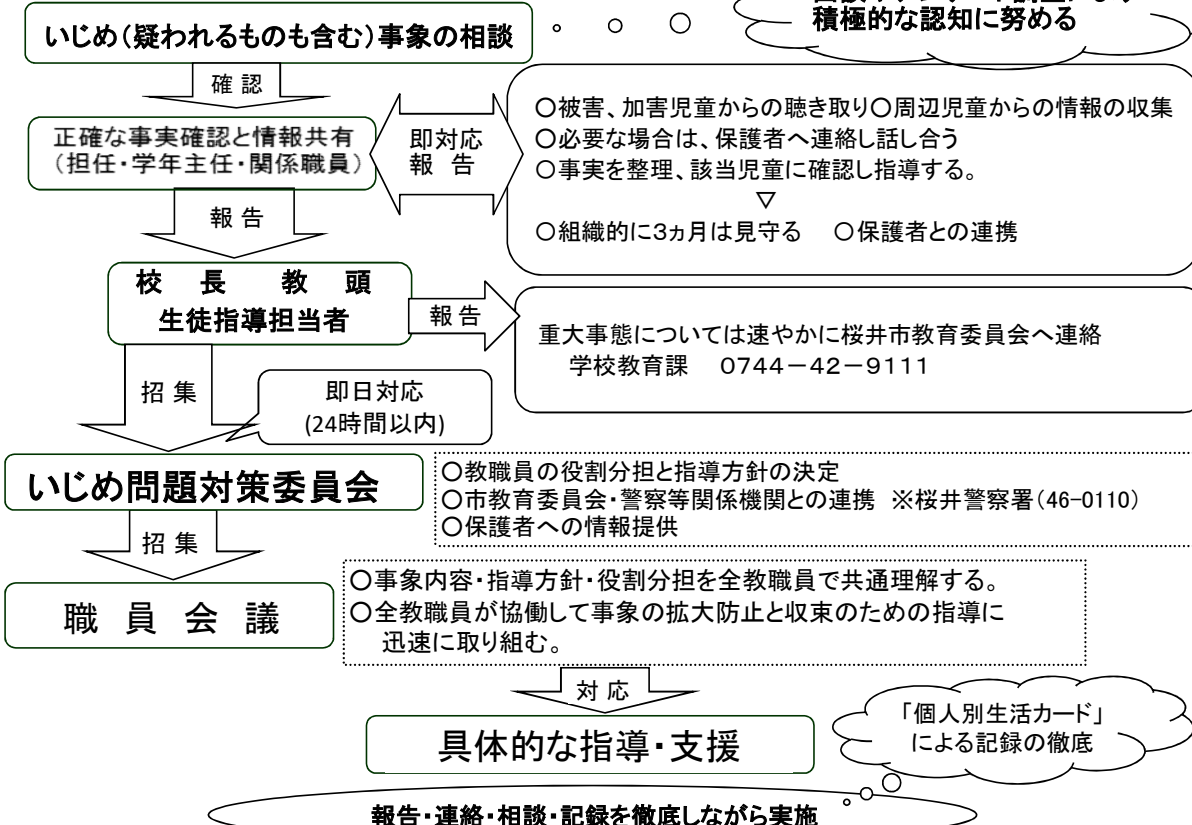 積極的な認知に努める
いじめ(疑われるものも含む)事象の相談
確 認
正確な事実確認と情報共有
(担任・学年主任・関係職員)
即対応
報 告
〇被害、加害児童からの聴き取り〇周辺児童からの情報の収集
〇必要な場合は、保護者へ連絡し話し合う
〇事実を整理、該当児童に確認し指導する。
▽
〇組織的に3ヵ月は見守る 〇保護者との連携
報 告
校 長 教 頭
生徒指導担当者
報 告
重大事態については速やかに桜井市教育委員会へ連絡
学校教育課 0744-42-9111
招 集
即日対応
(24時間以内)
いじめ問題対策委員会
〇教職員の役割分担と指導方針の決定
〇市教育委員会・警察等関係機関との連携 ※桜井警察署(46-0110)
〇保護者への情報提供
招 集
職 員 会 議
〇事象内容・指導方針・役割分担を全教職員で共通理解する。
〇全教職員が協働して事象の拡大防止と収束のための指導に
迅速に取り組む。
対 応
具体的な指導・支援
「個人別生活カード」
による記録の徹底
報告・連絡・相談・記録を徹底しながら実施